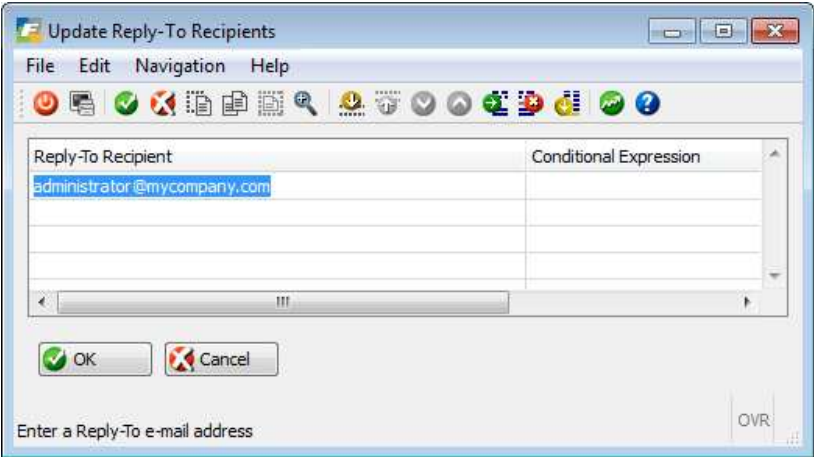 Update Reply-To Recipients
File Edit Navigation Help
Reply-To Recipient Conditional Expression
administrator@mycompany.com
OK Cancel
Enter a Reply-To e-mail address OVR